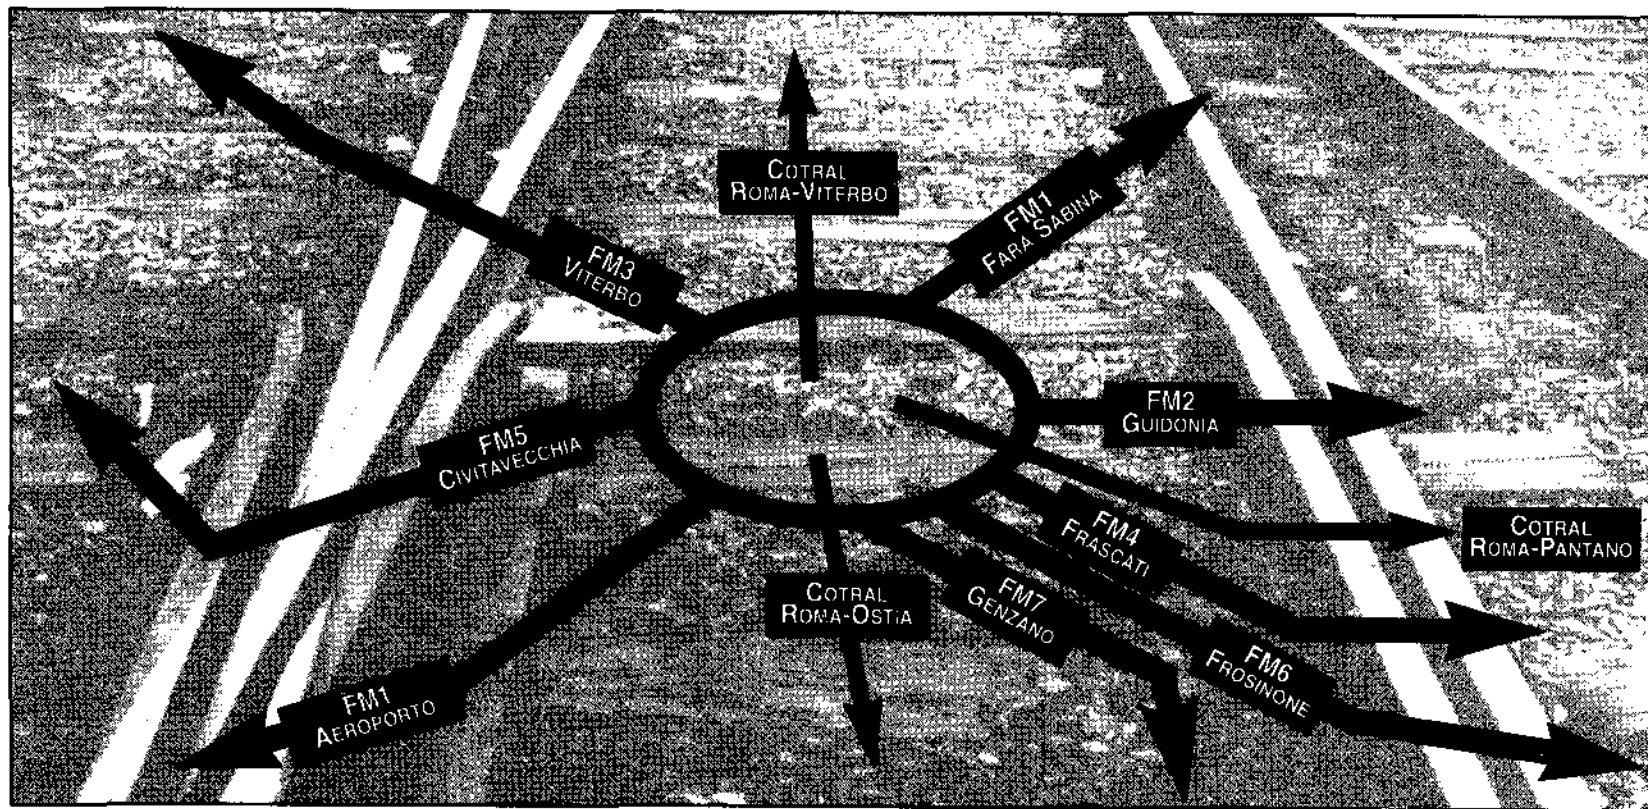 COTRAL
ROMA-VITERBO
FM1
FARA SABINA
FM3
VITERBO
FM2
GUIDONIA
FM5
CIVITAVECCHIA
COTRAL
ROMA-PANTANO
FM4
FRASCATI
COTRAL
ROMA-OSTIA
FM7
GENZANO
FM6
FROSINONE
FM1
AEROPORTO